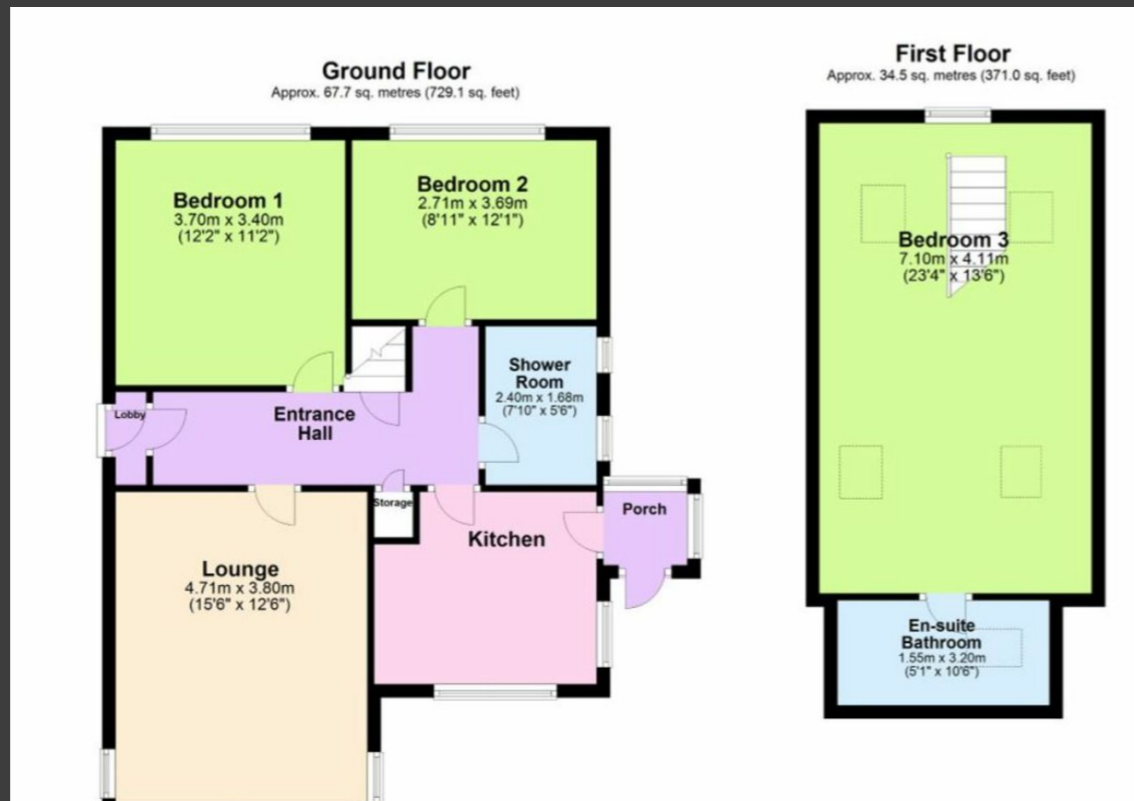 Ground Floor
Approx. 67.7 sq. metres (729.1 sq. feet)
First Floor
Approx. 34.5 sq. metres (371.0 sq. feet)
Bedroom 1
3.70m x 3.40m
(12'2" x 11'2")
Bedroom 2
2.71m x 3.69m
(8'11" x 12'1")
Bedroom 3
7.10m x 4.11m
(23'4" x 13'6")
Shower
Room
2.40m x 1.68m
(7'10" x 5'6")
Lobby
Entrance
Hall
Storage
Porch
Kitchen
Lounge
4.71m x 3.80m
(15'6" x 12'6")
En-suite
Bathroom
1.55m x 3.20m
(5'1" x 10'6")